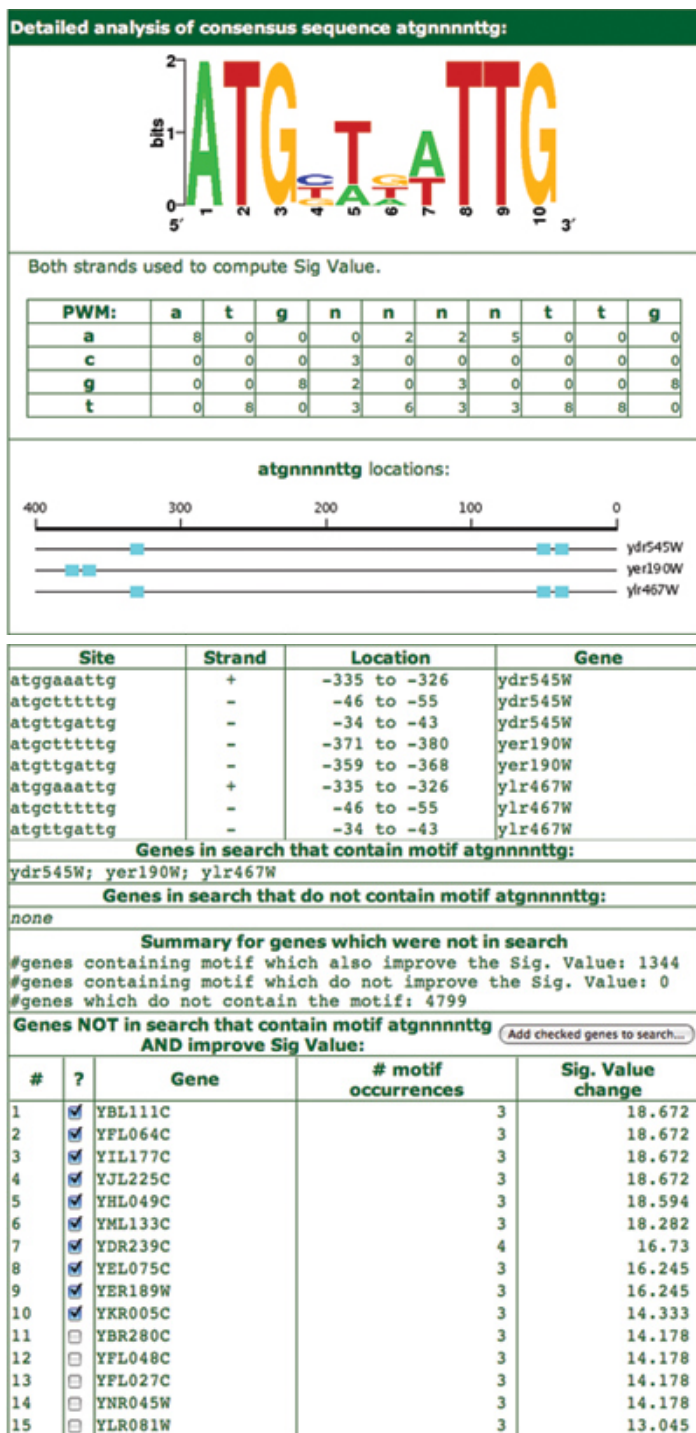 Detailed analysis of consensus sequence atgnnnnttg:
2
bits
1
0
ATG CTG TA GTA AT TTG
5′ 1 2 3 4 5 6 7 8 9 10 3′
Both strands used to compute Sig Value.
PWM: a t g n n n n t t g
a 8 0 0 0 2 2 5 0 0 0
c 0 0 0 3 0 0 0 0 0 0
g 0 0 8 2 0 3 0 0 0 8
t 0 8 0 3 6 3 3 8 8 0
atgnnnnttg locations:
400 300 200 100 0
ydr545W
yer190W
ylr467W
Site Strand Location Gene
atggaaattg + -335 to -326 ydr545W
atgctttttg - -46 to -55 ydr545W
atgttgattg - -34 to -43 ydr545W
atgctttttg - -371 to -380 yer190W
atgttgattg - -359 to -368 yer190W
atggaaattg + -335 to -326 ylr467W
atgctttttg - -46 to -55 ylr467W
atgttgattg - -34 to -43 ylr467W
Genes in search that contain motif atgnnnnttg:
ydr545W; yer190W; ylr467W
Genes in search that do not contain motif atgnnnnttg:
none
Summary for genes which were not in search
#genes containing motif which also improve the Sig. Value: 1344
#genes containing motif which do not improve the Sig. Value: 0
#genes which do not contain the motif: 4799
Genes NOT in search that contain motif atgnnnnttg
AND improve Sig Value:
Add checked genes to search...
# ? Gene # motif occurrences Sig. Value change
1 YBL111C 3 18.672
2 YFL064C 3 18.672
3 YIL177C 3 18.672
4 YJL225C 3 18.672
5 YHL049C 3 18.594
6 YML133C 3 18.282
7 YDR239C 4 16.73
8 YEL075C 3 16.245
9 YER189W 3 16.245
10 YKR005C 3 14.333
11 YBR280C 3 14.178
12 YFL048C 3 14.178
13 YFL027C 3 14.178
14 YNR045W 3 14.178
15 YLR081W 3 13.045